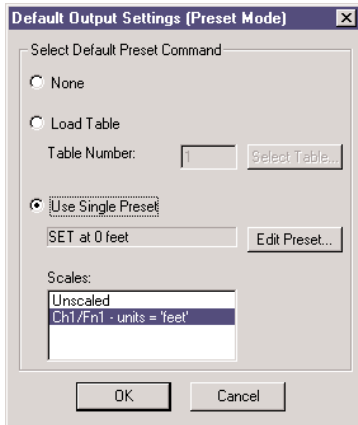 Default Output Settings (Preset Mode)
Select Default Preset Command
None
Load Table
Table Number: 1 Select Table...
Use Single Preset
SET at 0 feet Edit Preset...
Scales:
Unscaled
Ch1/Fn1 - units = 'feet'
OK Cancel